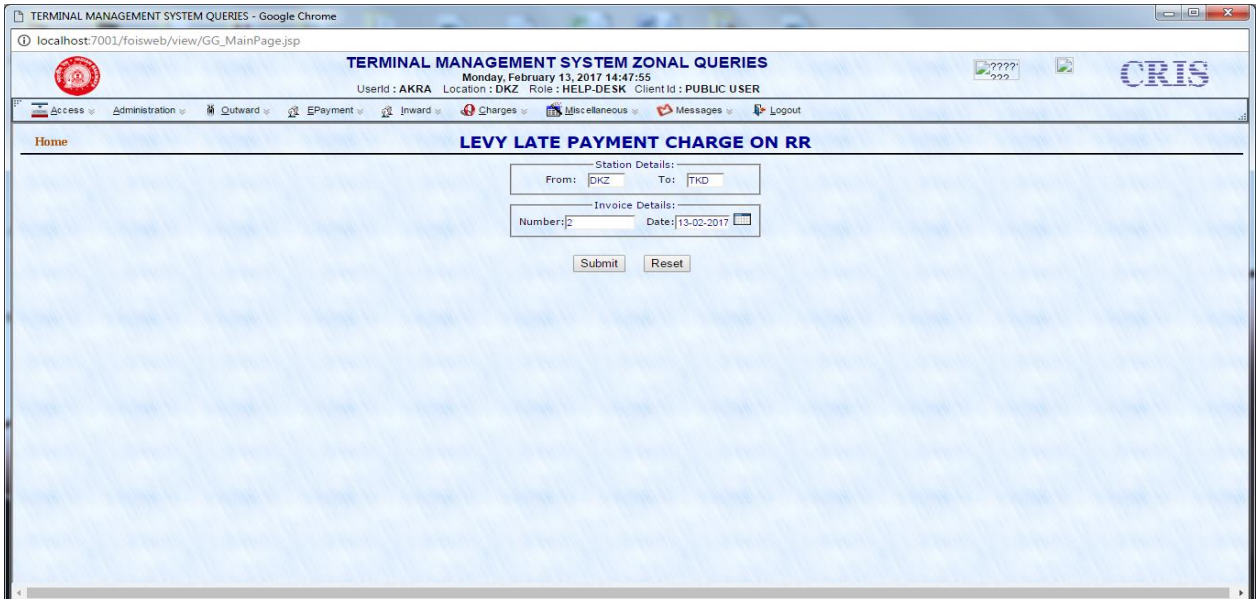 TERMINAL MANAGEMENT SYSTEM QUERIES - Google Chrome
localhost:7001/foisweb/view/GG_MainPage.jsp
TERMINAL MANAGEMENT SYSTEM ZONAL QUERIES
Monday, February 13, 2017 14:47:55
UserId : AKRA Location : DKZ Role : HELP-DESK Client Id : PUBLIC USER
????'
???
CRIS
Access Administration Outward EPayment Inward Charges Miscellaneous Messages Logout
Home LEVY LATE PAYMENT CHARGE ON RR
Station Details:
From: DKZ To: TKD
Invoice Details:
Number: 2 Date: 13-02-2017
Submit Reset